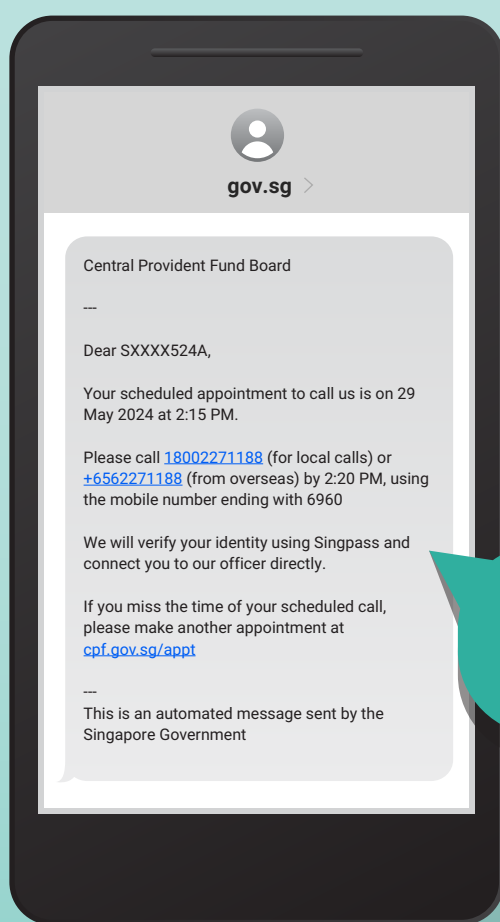 gov.sg
Central Provident Fund Board
---
Dear SXXXX524A,
Your scheduled appointment to call us is on 29
May 2024 at 2:15 PM.
Please call 18002271188 (for local calls) or
+6562271188 (from overseas) by 2:20 PM, using
the mobile number ending with 6960
We will verify your identity using Singpass and
connect you to our officer directly.
If you miss the time of your scheduled call,
please make another appointment at
cpf.gov.sg/appt
---
This is an automated message sent by the
Singapore Government